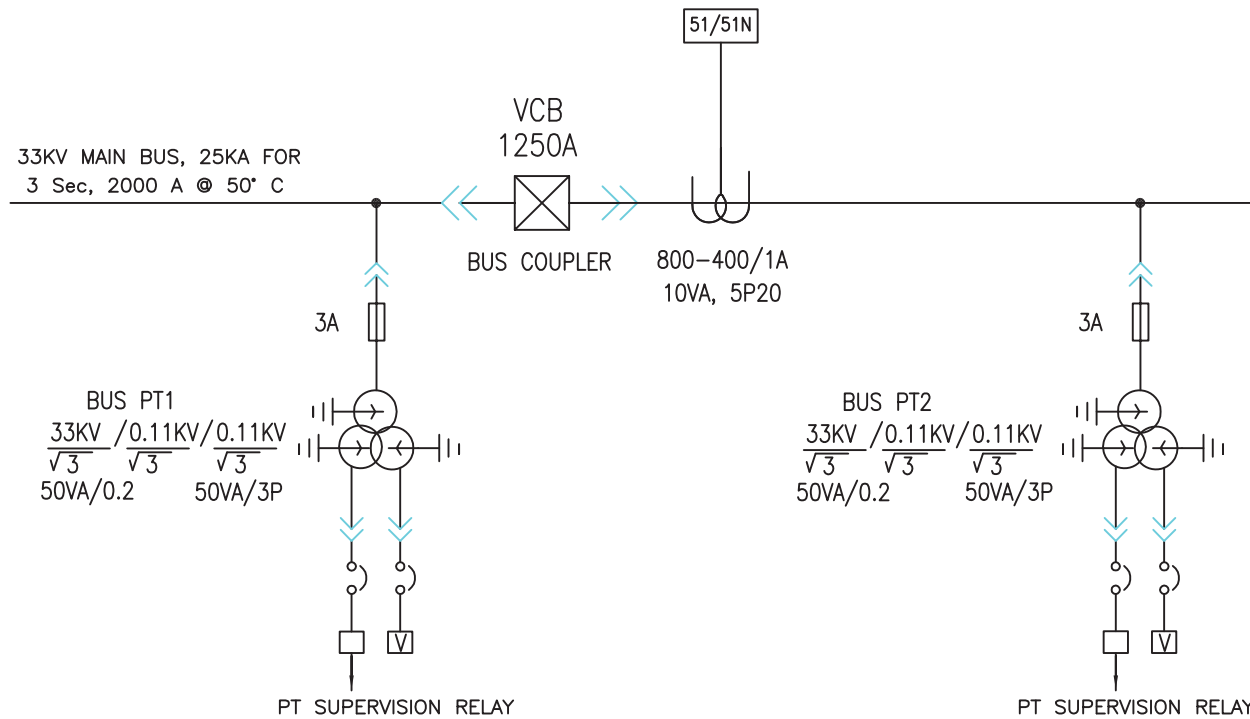 51/51N
VCB
1250A
33KV MAIN BUS, 25KA FOR
3 Sec, 2000 A @ 50° C
BUS COUPLER
800-400/1A
10VA, 5P20
3A
3A
BUS PT1
33KV/√3 / 0.11KV/√3 / 0.11KV/√3
50VA/0.2 50VA/3P
BUS PT2
33KV/√3 / 0.11KV/√3 / 0.11KV/√3
50VA/0.2 50VA/3P
V
V
PT SUPERVISION RELAY
PT SUPERVISION RELAY